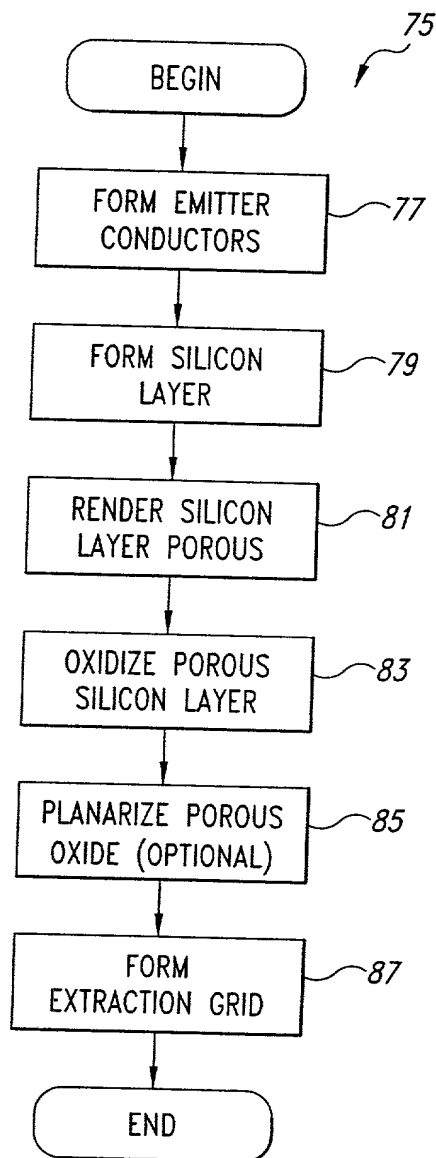 75
BEGIN
FORM EMITTER
CONDUCTORS
77
FORM SILICON
LAYER
79
RENDER SILICON
LAYER POROUS
81
OXIDIZE POROUS
SILICON LAYER
83
PLANARIZE POROUS
OXIDE (OPTIONAL)
85
FORM
EXTRACTION GRID
87
END